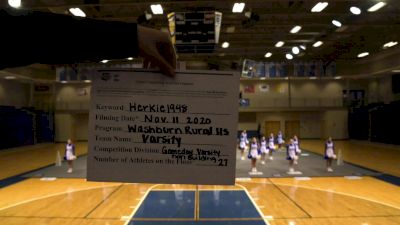 Keyword: Herkie1948
Filming Date: Nov. 11 2020
Program: Washburn Rural HS
Team Name: Varsity
Competition Division: Gameday Varsity
non Building
Number of Athletes on the Floor: 27